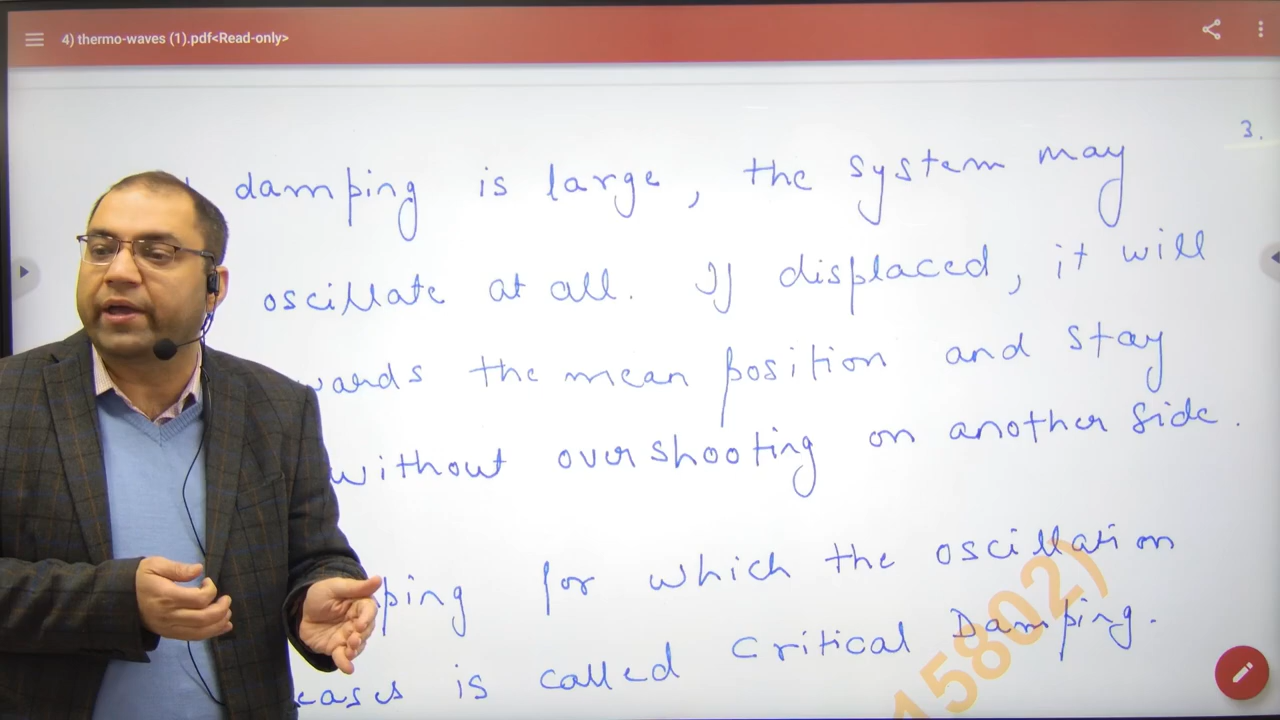 4) thermo-waves (1).pdf<Read-only>
3.
damping is large, the system may
oscillate at all. If displaced, it will
wards the mean position and stay
without overshooting on another side.
ping for which the oscillation
eases is called Critical Damping.
15802)